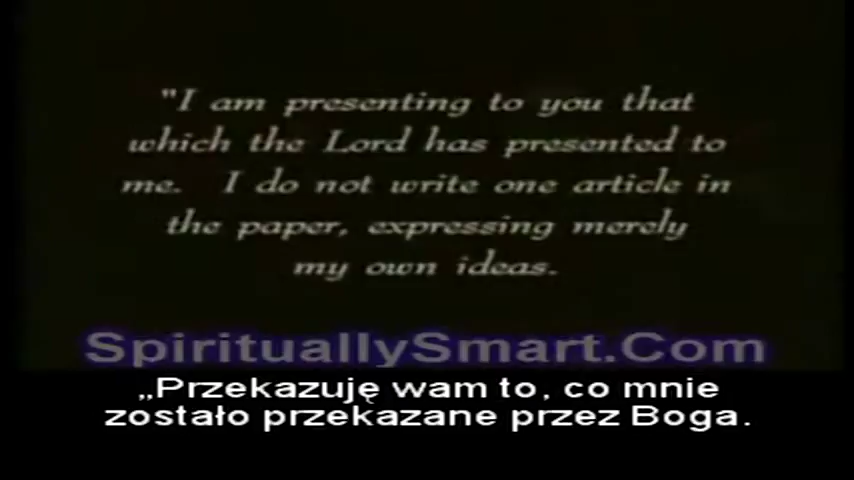 "I am presenting to you that
which the Lord has presented to
me. I do not write one article in
the paper, expressing merely
my own ideas.
SpirituallySmart.Com
„Przekazuję wam to, co mnie
zostało przekazane przez Boga.